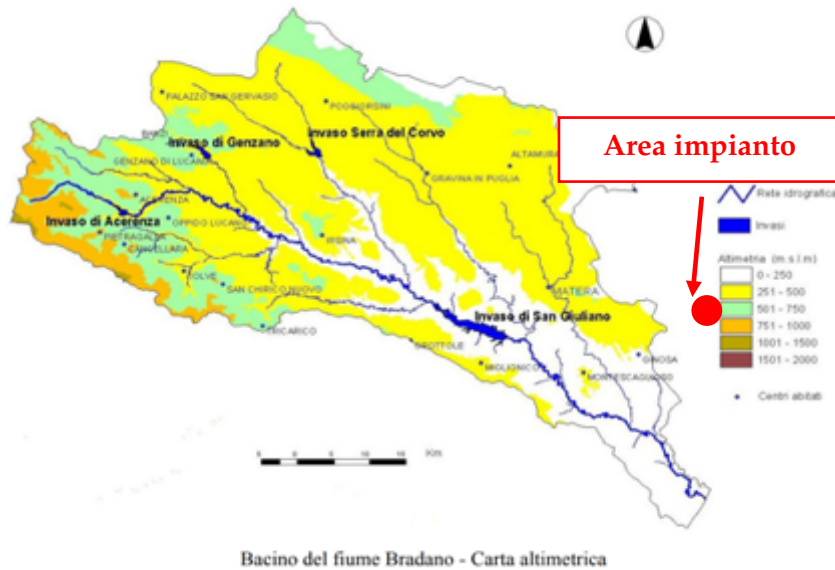 PALAZZO SAN GERVASIO
POGGIORSINI
BANZI
Invaso di Genzano
Invaso Serra del Corvo
GENZANO DI LUCANIA
ALTAMURA
GRAVINA IN PUGLIA
Area impianto
ACERENZA
Invaso di Acerenza
OPPIDO LUCANO
PIETRAGALLA
CANCELLARA
IRSINA
TOLVE
SAN CHIRICO NUOVO
MATERA
TRICARICO
Invaso di San Giuliano
GROTTOLE
GINOSA
MIGLIONICO
MONTESCAGLIOSO
Rete idrografica
Invasi
Altimetria (m.s.l.m)
0 - 250
251 - 500
501 - 750
751 - 1000
1001 - 1500
1501 - 2000
Centri abitati
Km
Bacino del fiume Bradano - Carta altimetrica